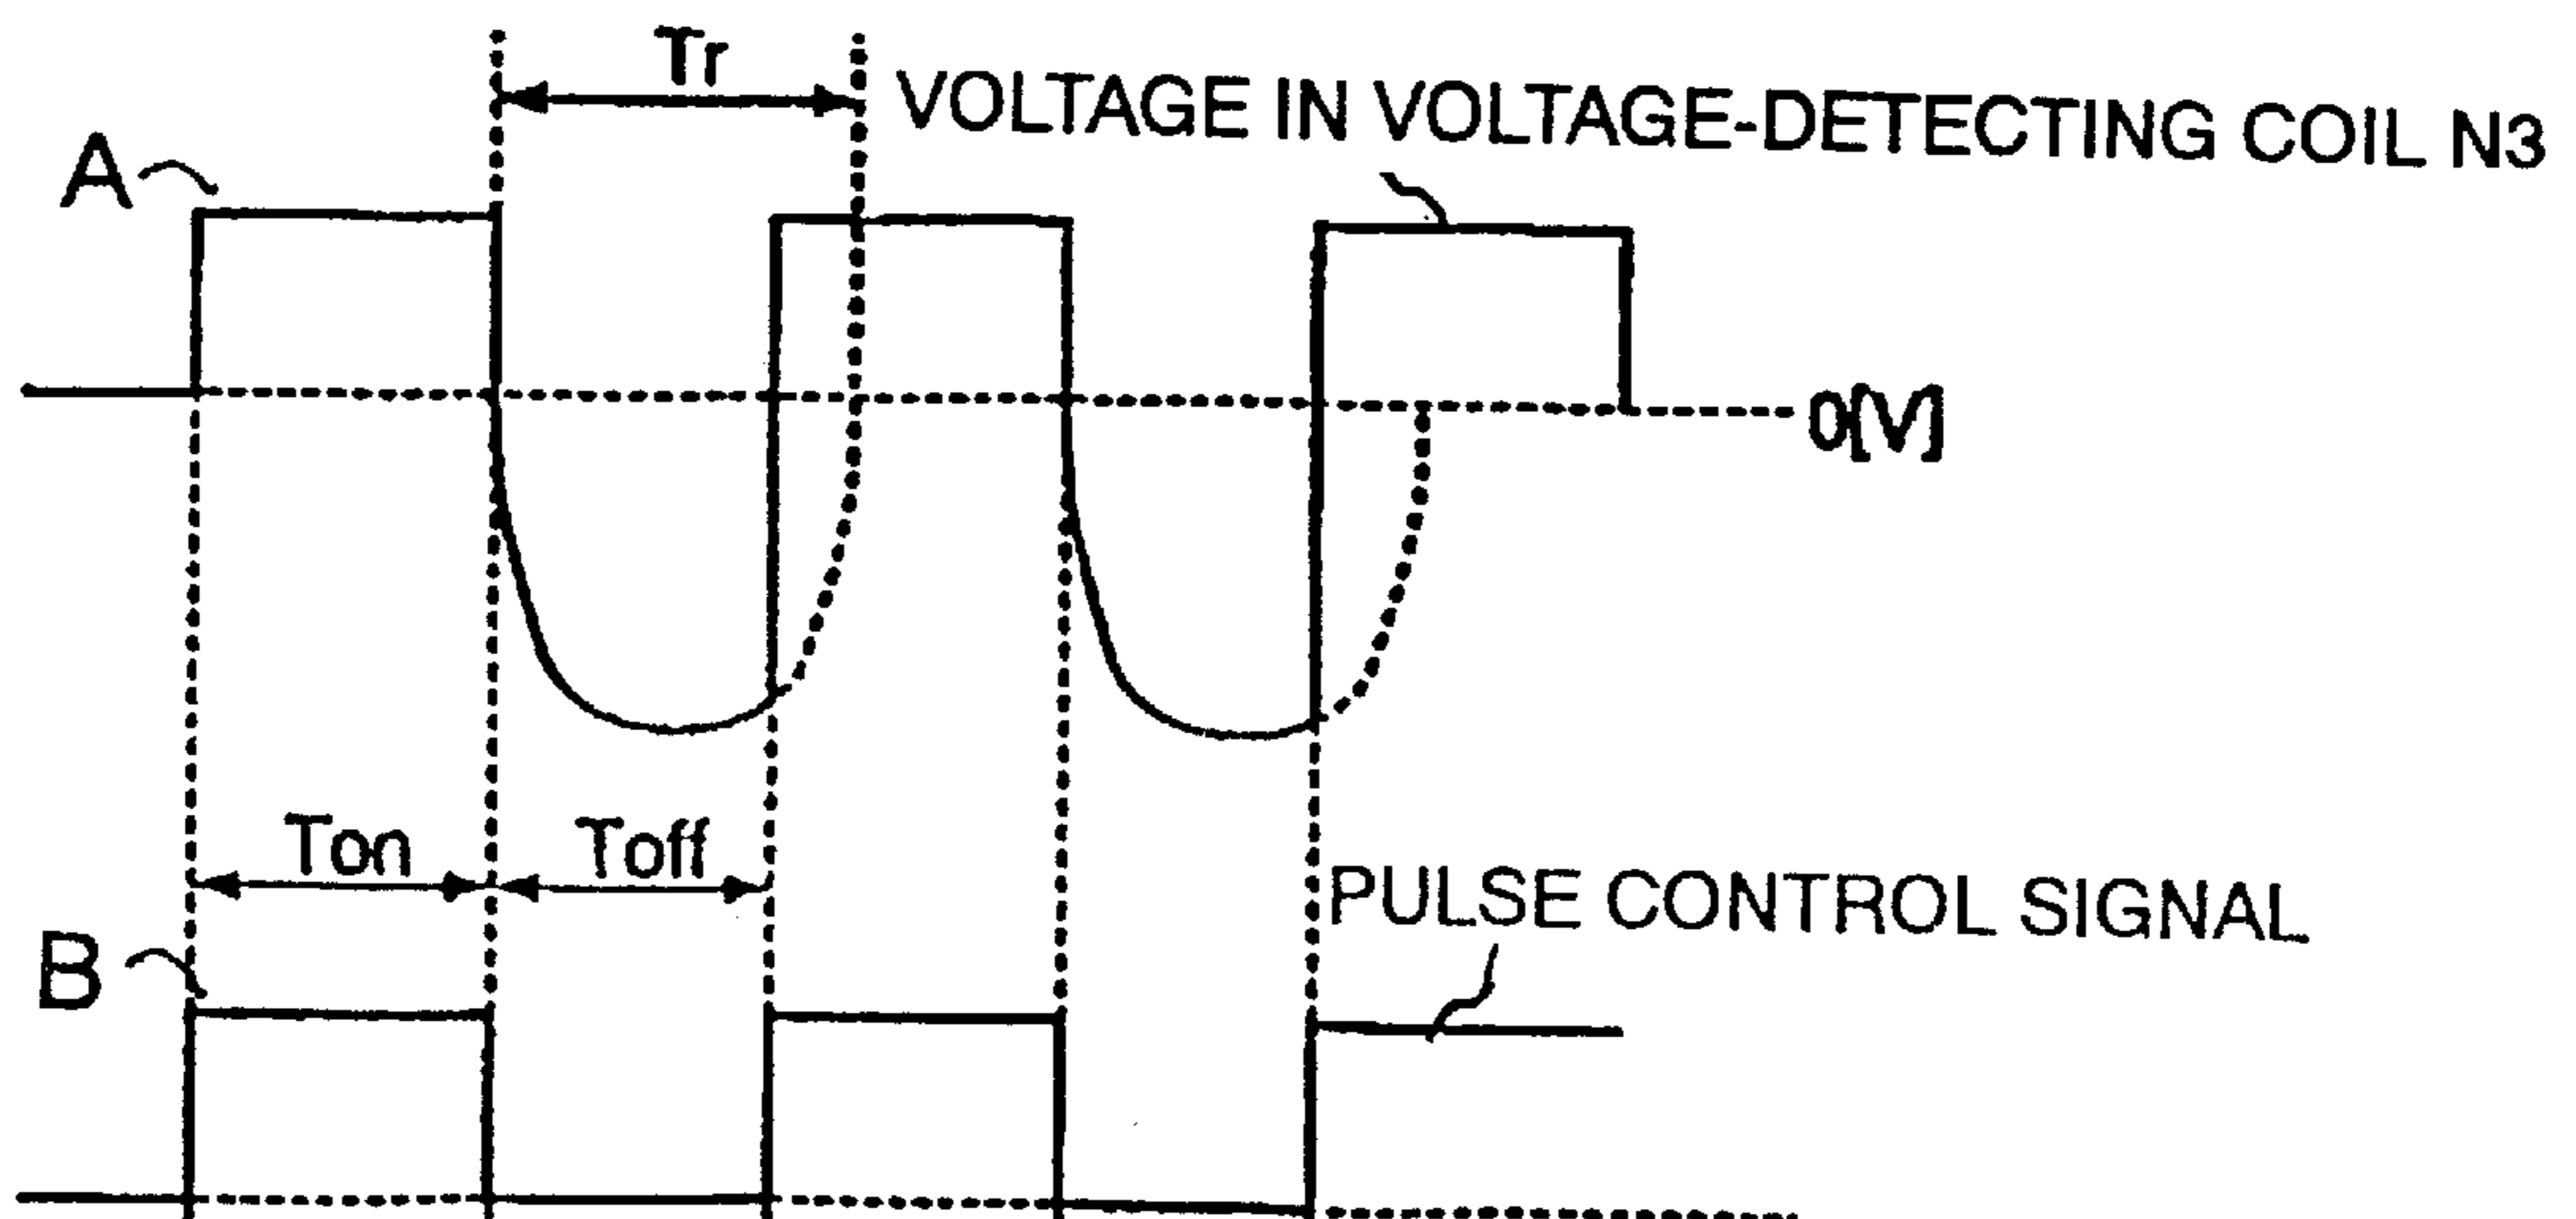 Tr
VOLTAGE IN VOLTAGE-DETECTING COIL N3
A
0[V]
Ton
Toff
PULSE CONTROL SIGNAL
B